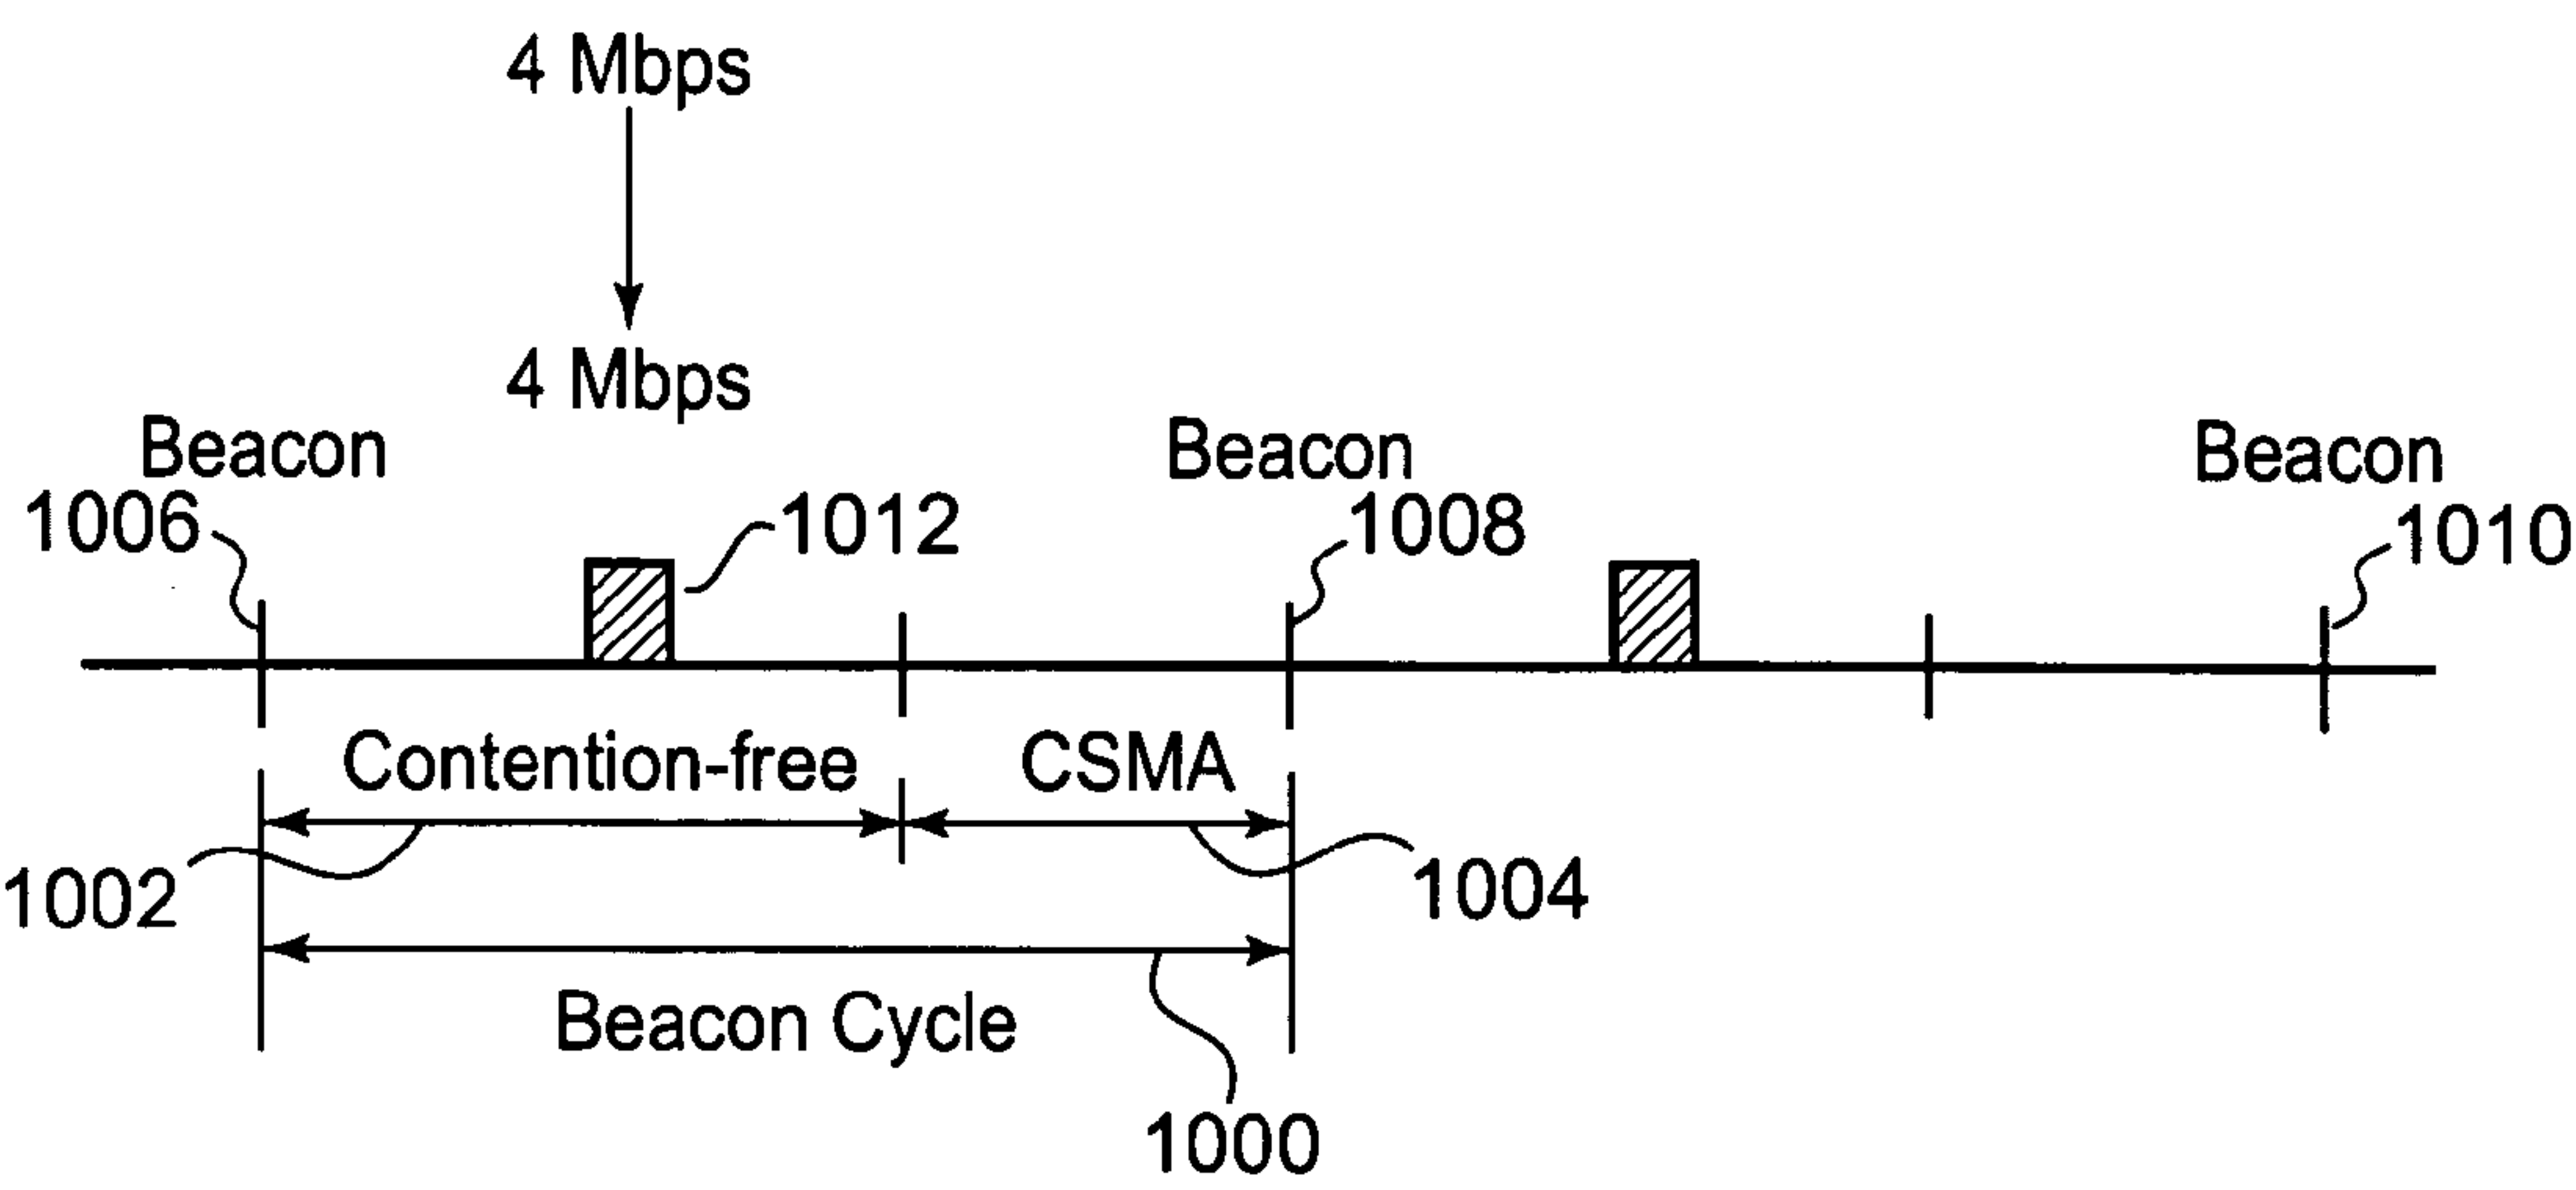 4 Mbps
4 Mbps
Beacon
Beacon
Beacon
1006
1012
1008
1010
Contention-free
CSMA
1002
1004
Beacon Cycle
1000